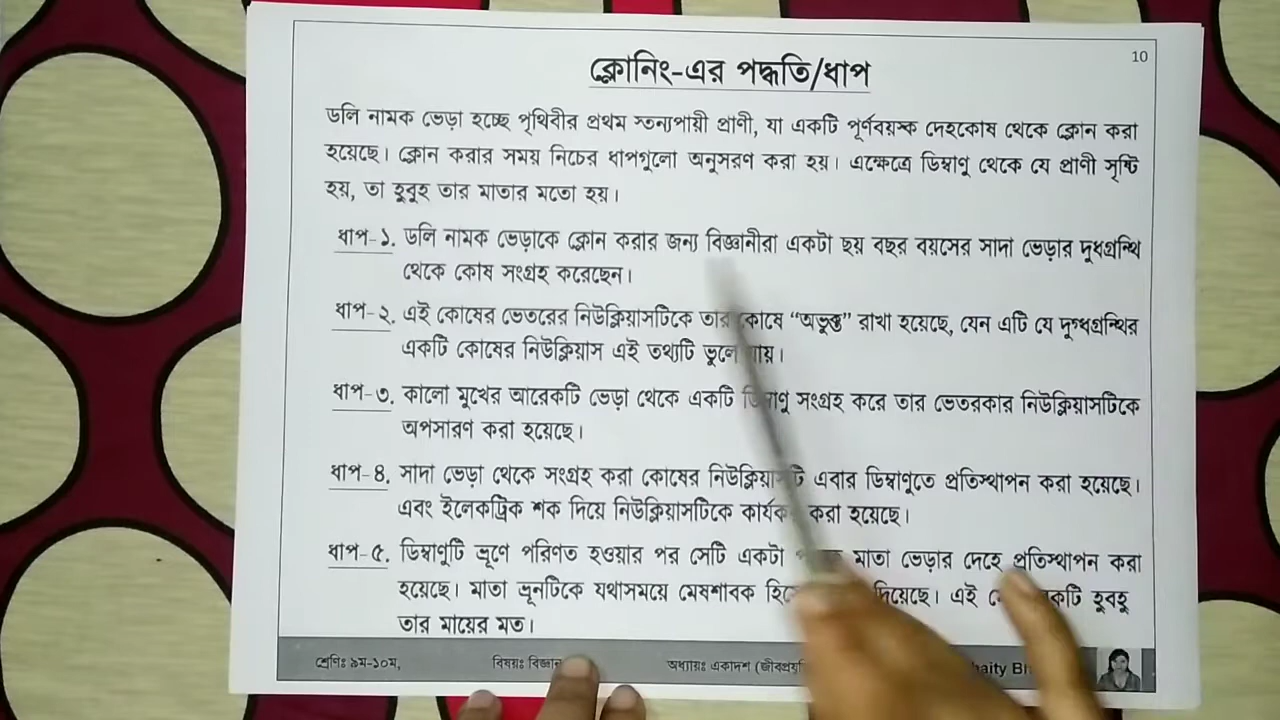 10
ক্লোনিং-এর পদ্ধতি/ধাপ
ডলি নামক ভেড়া হচ্ছে পৃথিবীর প্রথম স্তন্যপায়ী প্রাণী, যা একটি পূর্ণবয়স্ক দেহকোষ থেকে ক্লোন করা
হয়েছে। ক্লোন করার সময় নিচের ধাপগুলো অনুসরণ করা হয়। এক্ষেত্রে ডিম্বাণু থেকে যে প্রাণী সৃষ্টি
হয়, তা হুবুহ তার মাতার মতো হয়।
ধাপ-১. ডলি নামক ভেড়াকে ক্লোন করার জন্য বিজ্ঞানীরা একটা ছয় বছর বয়সের সাদা ভেড়ার দুধগ্রন্থি
থেকে কোষ সংগ্রহ করেছেন।
ধাপ-২. এই কোষের ভেতরের নিউক্লিয়াসটিকে তার কোষে “অভুক্ত” রাখা হয়েছে, যেন এটি যে দুগ্ধগ্রন্থির
একটি কোষের নিউক্লিয়াস এই তথ্যটি ভুলে যায়।
ধাপ-৩. কালো মুখের আরেকটি ভেড়া থেকে একটি সংগ্রহ করে তার ভেতরকার নিউক্লিয়াসটিকে
অপসারণ করা হয়েছে।
ধাপ-৪. সাদা ভেড়া থেকে সংগ্রহ করা কোষের এবার ডিম্বাণুতে প্রতিস্থাপন করা হয়েছে।
এবং ইলেকট্রিক শক দিয়ে নিউক্লিয়াসটিকে করা হয়েছে।
ধাপ-৫. ডিম্বাণুটি ভ্রূণে পরিণত হওয়ার পর সেটি একটা মাতা ভেড়ার দেহে প্রতিস্থাপন করা
হয়েছে। মাতা ভ্রূনটিকে যথাসময়ে মেষশাবক দিয়েছে। এই হুবহু
তার মায়ের মত।
শ্রেণিঃ ৯ম-১০ম, বিষয়ঃ বিজ্ঞান অধ্যায়ঃ একাদশ